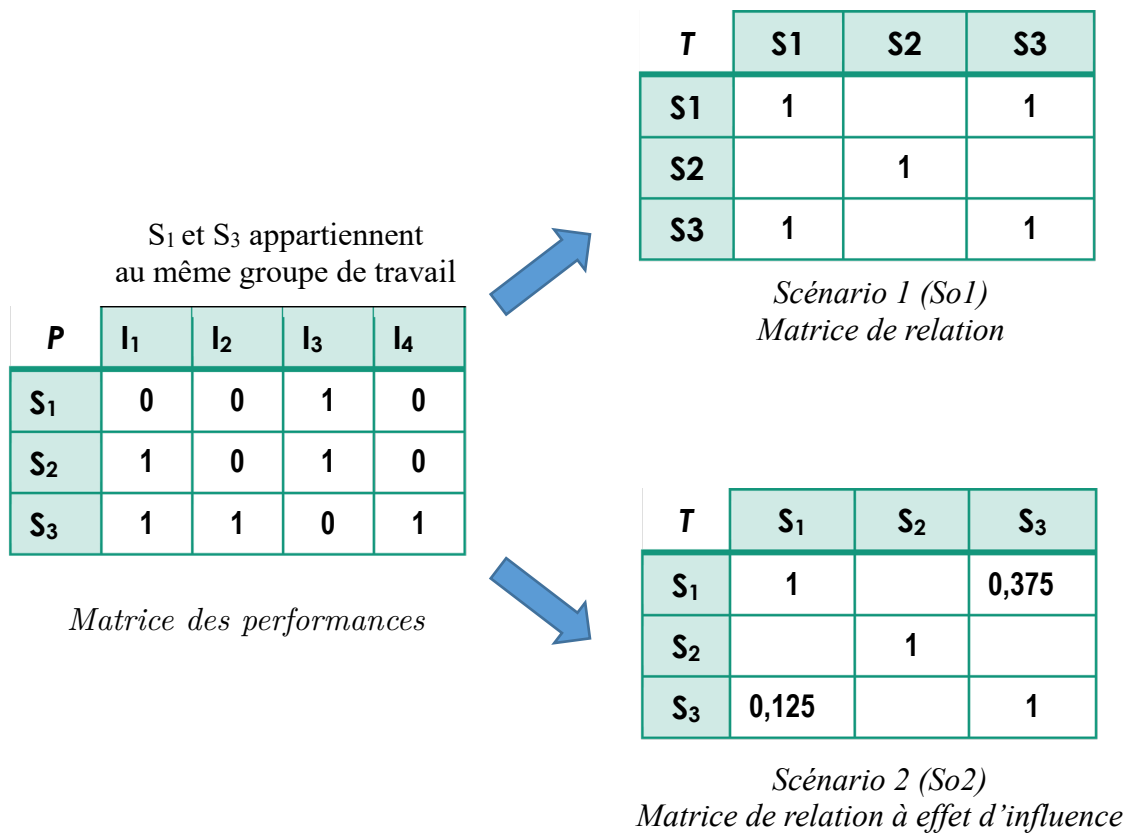 T S1 S2 S3
S1 1 1
S2 1
S3 1 1
Scénario 1 (So1)
Matrice de relation
S₁ et S₃ appartiennent
au même groupe de travail
P I₁ I₂ I₃ I₄
S₁ 0 0 1 0
S₂ 1 0 1 0
S₃ 1 1 0 1
Matrice des performances
T S₁ S₂ S₃
S₁ 1 0,375
S₂ 1
S₃ 0,125 1
Scénario 2 (So2)
Matrice de relation à effet d’influence